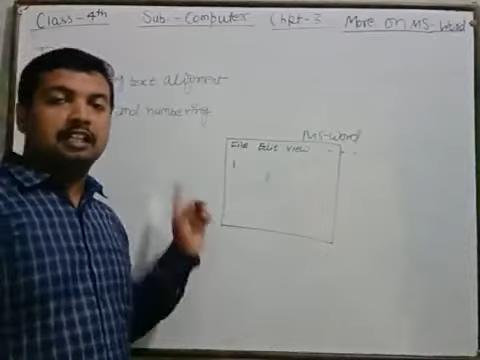 Class-4th Sub:-Computer Chpt-3 More on MS-Word
text alignment
and numbering
MS-Word
File Edit View - - -